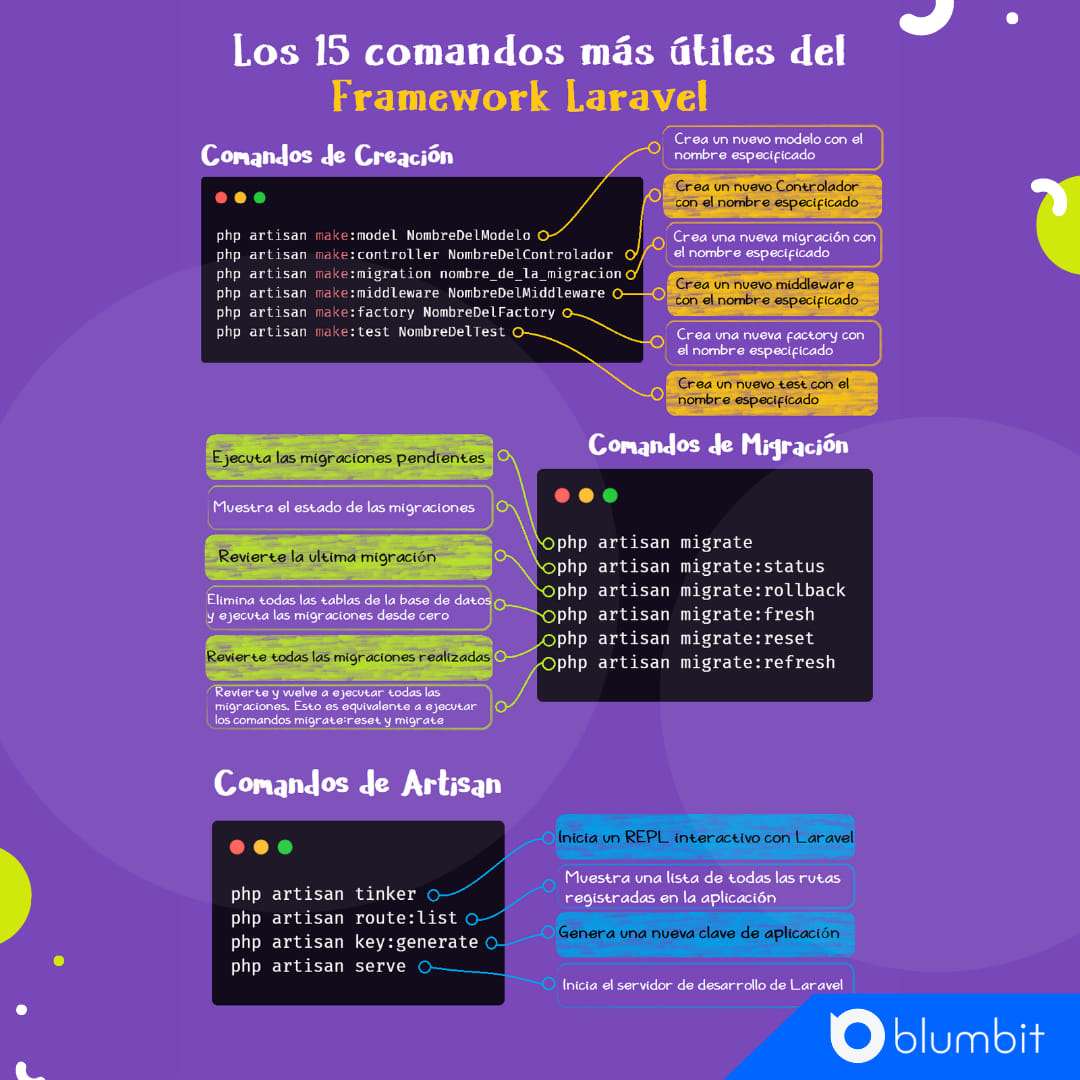 Los 15 comandos más útiles del
Framework Laravel
Comandos de Creación
php artisan make:model NombreDelModelo
php artisan make:controller NombreDelControlador
php artisan make:migration nombre_de_la_migracion
php artisan make:middleware NombreDelMiddleware
php artisan make:factory NombreDelFactory
php artisan make:test NombreDelTest
Crea un nuevo modelo con el
nombre especificado
Crea un nuevo Controlador
con el nombre especificado
Crea una nueva migración con
el nombre especificado
Crea un nuevo middleware
con el nombre especificado
Crea una nueva factory con
el nombre especificado
Crea un nuevo test con el
nombre especificado
Comandos de Migración
Ejecuta las migraciones pendientes
Muestra el estado de las migraciones
Revierte la ultima migración
Elimina todas las tablas de la base de datos
y ejecuta las migraciones desde cero
Revierte todas las migraciones realizadas
Revierte y vuelve a ejecutar todas las
migraciones. Esto es equivalente a ejecutar
los comandos migrate:reset y migrate
php artisan migrate
php artisan migrate:status
php artisan migrate:rollback
php artisan migrate:fresh
php artisan migrate:reset
php artisan migrate:refresh
Comandos de Artisan
php artisan tinker
php artisan route:list
php artisan key:generate
php artisan serve
Inicia un REPL interactivo con Laravel
Muestra una lista de todas las rutas
registradas en la aplicación
Genera una nueva clave de aplicación
Inicia el servidor de desarrollo de Laravel
blumbit